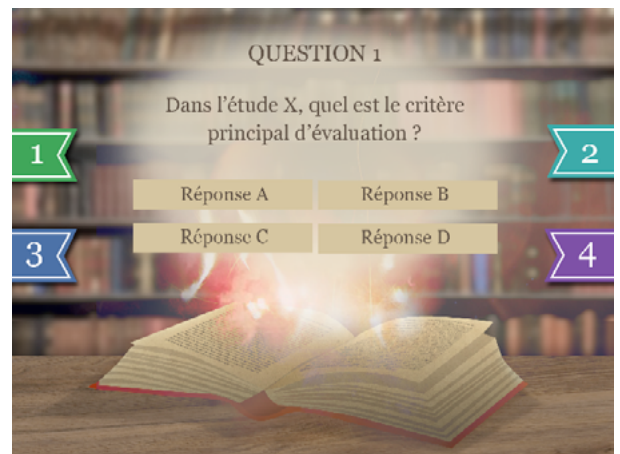 QUESTION 1
Dans l'étude X, quel est le critère
principal d'évaluation ?
1
2
Réponse A
Réponse B
Réponse C
Réponse D
3
4